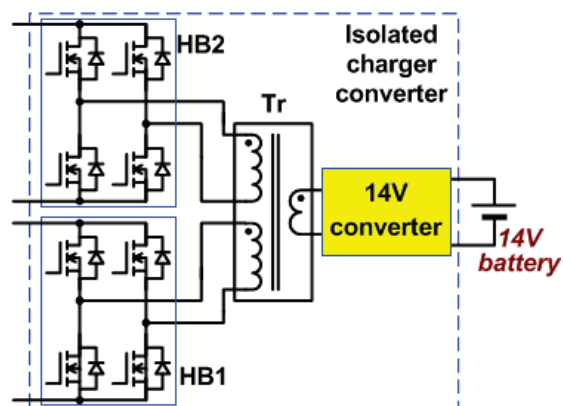 HB2
Isolated
charger
converter
Tr
14V
converter
14V
battery
HB1